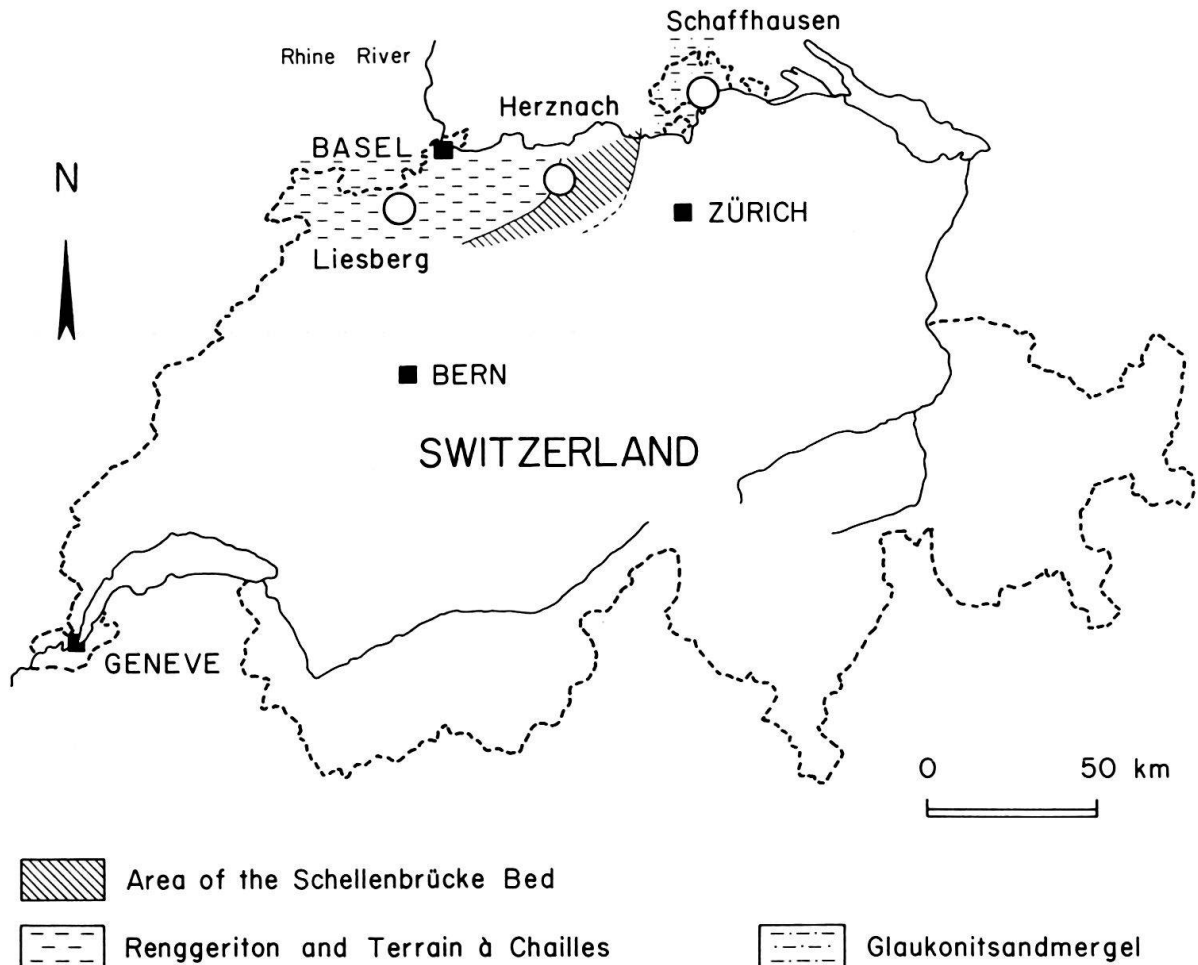 Schaffhausen
Rhine River
Herznach
BASEL
N
ZÜRICH
Liesberg
BERN
SWITZERLAND
GENEVE
0 50 km
Area of the Schellenbrücke Bed
Renggeriton and Terrain à Chailles
Glaukonitsandmergel